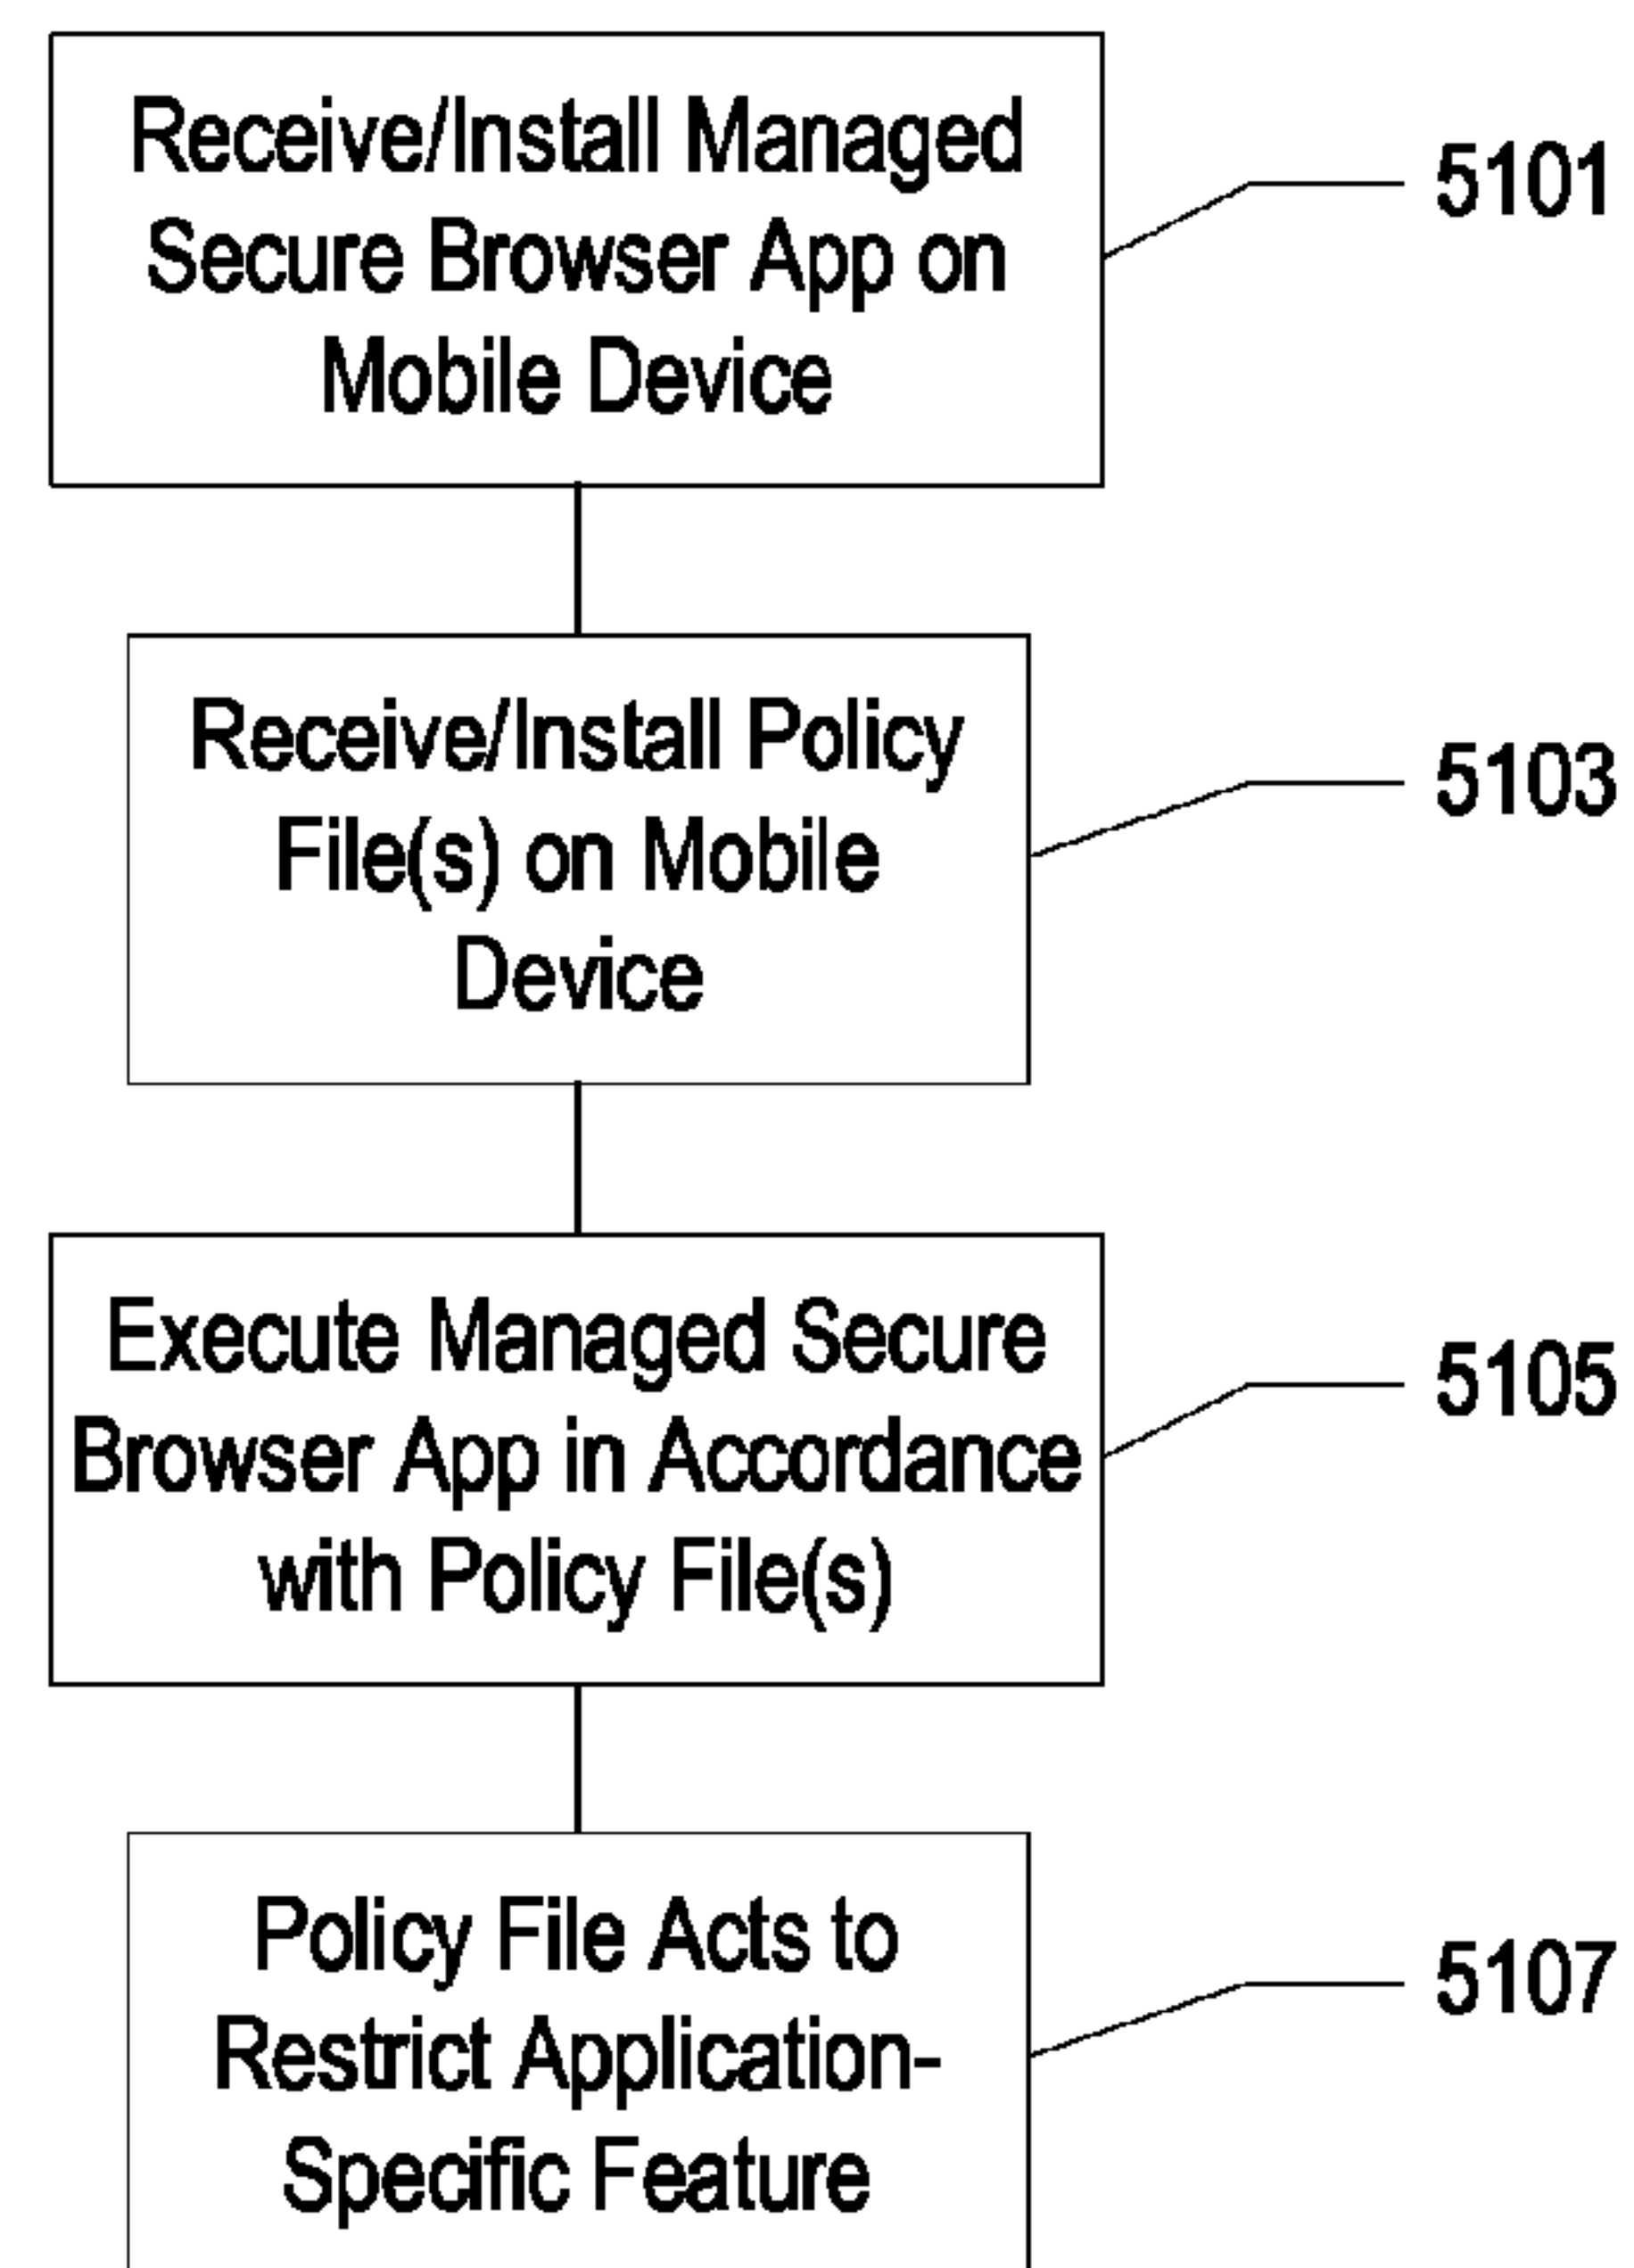 Receive/Install Managed
Secure Browser App on
Mobile Device
5101
Receive/Install Policy
File(s) on Mobile
Device
5103
Execute Managed Secure
Browser App in Accordance
with Policy File(s)
5105
Policy File Acts to
Restrict Application-
Specific Feature
5107